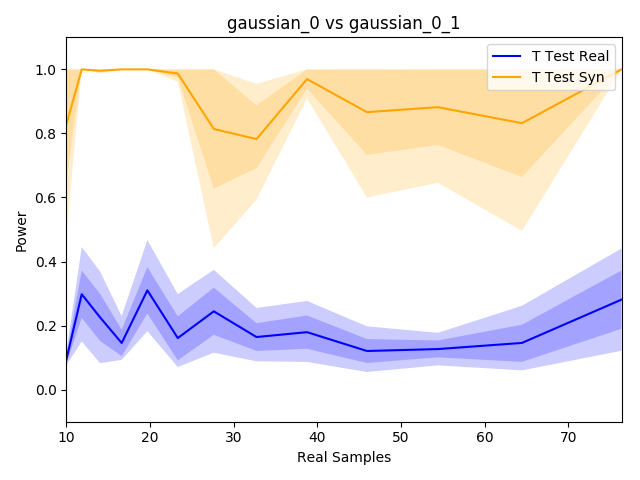 gaussian_0 vs gaussian_0_1
T Test Real
T Test Syn
Power
1.0
0.8
0.6
0.4
0.2
0.0
10 20 30 40 50 60 70
Real Samples